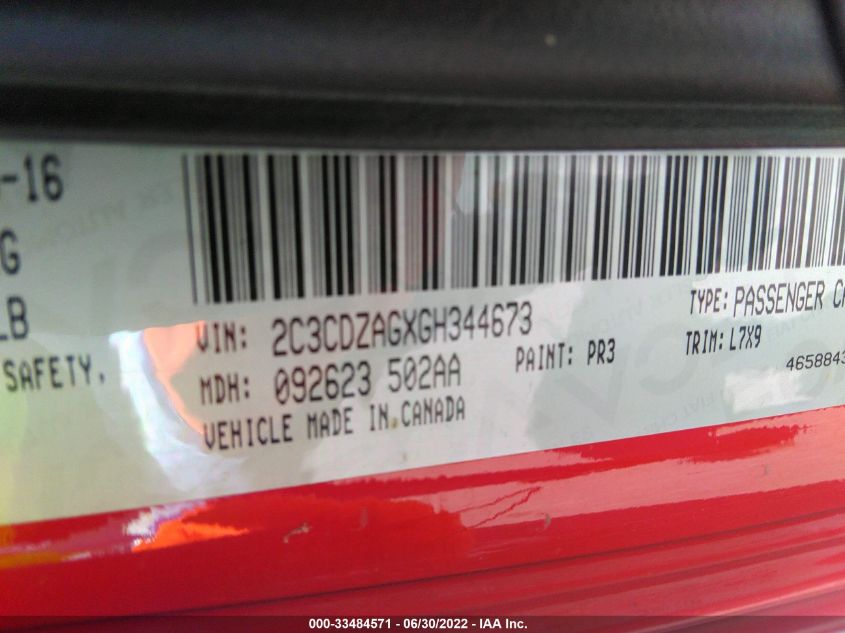 -16
G
LB
SAFETY,
VIN: 2C3CDZAGXGH344673
TYPE: PASSENGER
MDH: 092623 502AA
PAINT: PR3
TRIM: L7X9
VEHICLE MADE IN CANADA
465884
000-33484571 - 06/30/2022 - IAA Inc.